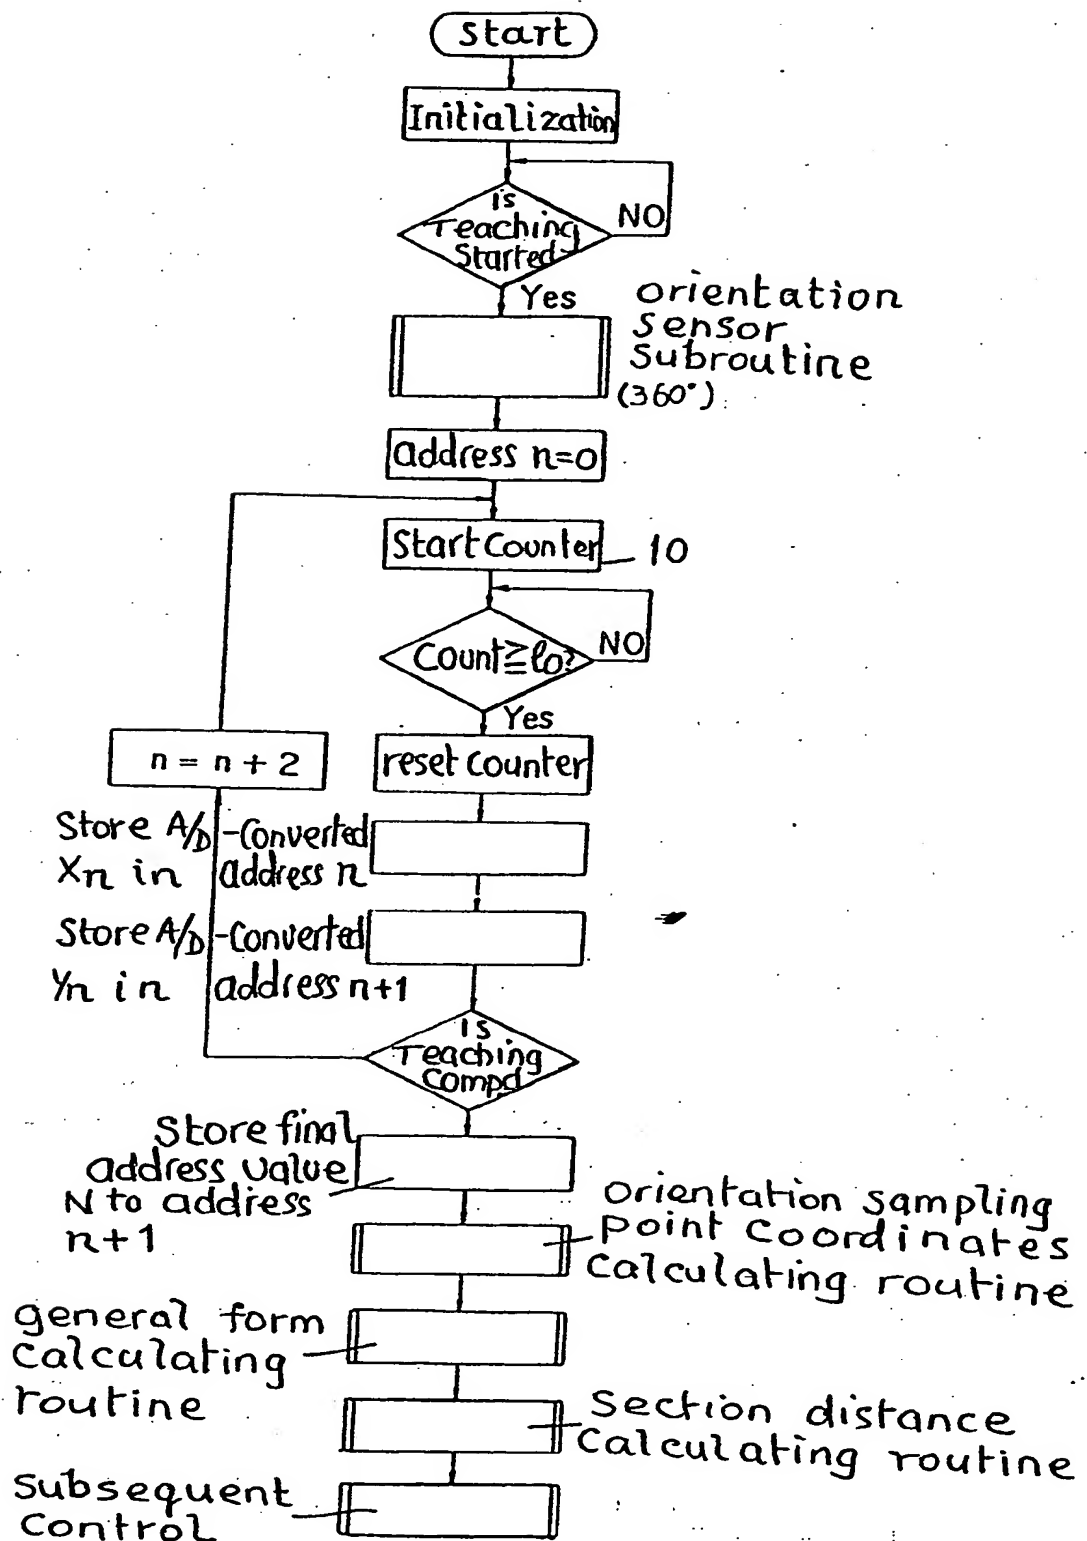 Start
Initialization
is
Teaching
Started
NO
Yes
orientation
sensor
subroutine
(360°)
address n=0
Start Counter
10
Count≧lo?
NO
Yes
n = n + 2
reset counter
Store A/D-Converted
Xn in address n
Store A/D-Converted
Yn in address n+1
is
Teaching
Compd
Store final
address value
N to address
n+1
orientation sampling
point coordinates
Calculating routine
general form
Calculating
routine
Section distance
Calculating routine
Subsequent
Control